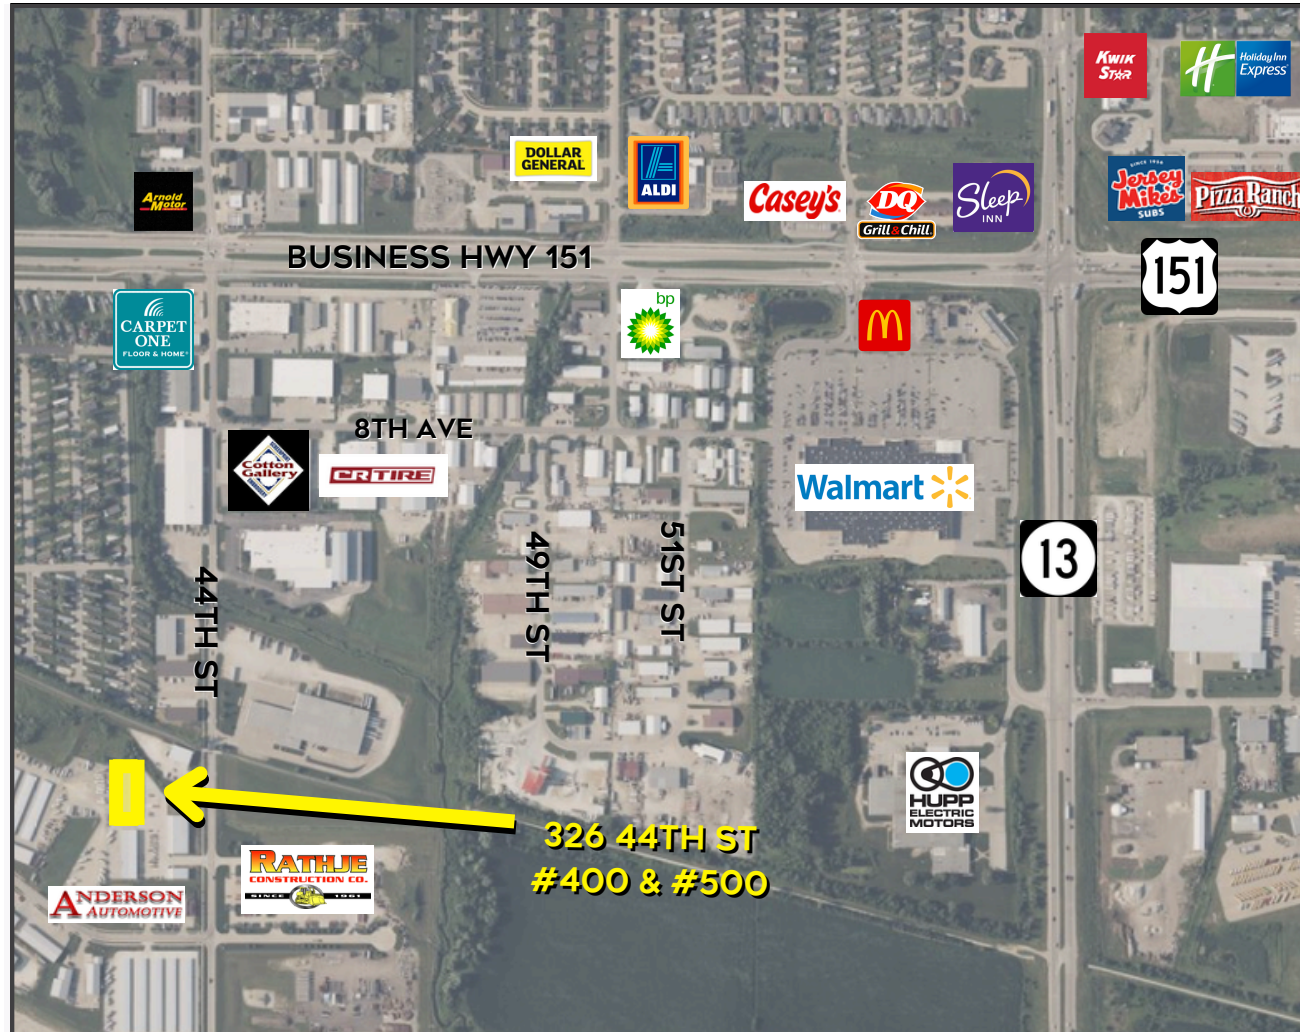 KWIK
STAR
Holiday Inn
Express
DOLLAR
GENERAL
ALDI
SINCE 1956
Jersey
Mike's
SUBS
Pizza Ranch
Arnold
Motor
Casey's
DQ
Grill & Chill
Sleep
INN
BUSINESS HWY 151
151
CARPET
ONE
FLOOR & HOME
bp
8TH AVE
Cotton
Gallery
CR TIRE
Walmart
49TH ST
51ST ST
13
44TH ST
HUPP
ELECTRIC
MOTORS
326 44TH ST
#400 & #500
RATHJE
CONSTRUCTION CO.
SINCE 1961
ANDERSON
AUTOMOTIVE